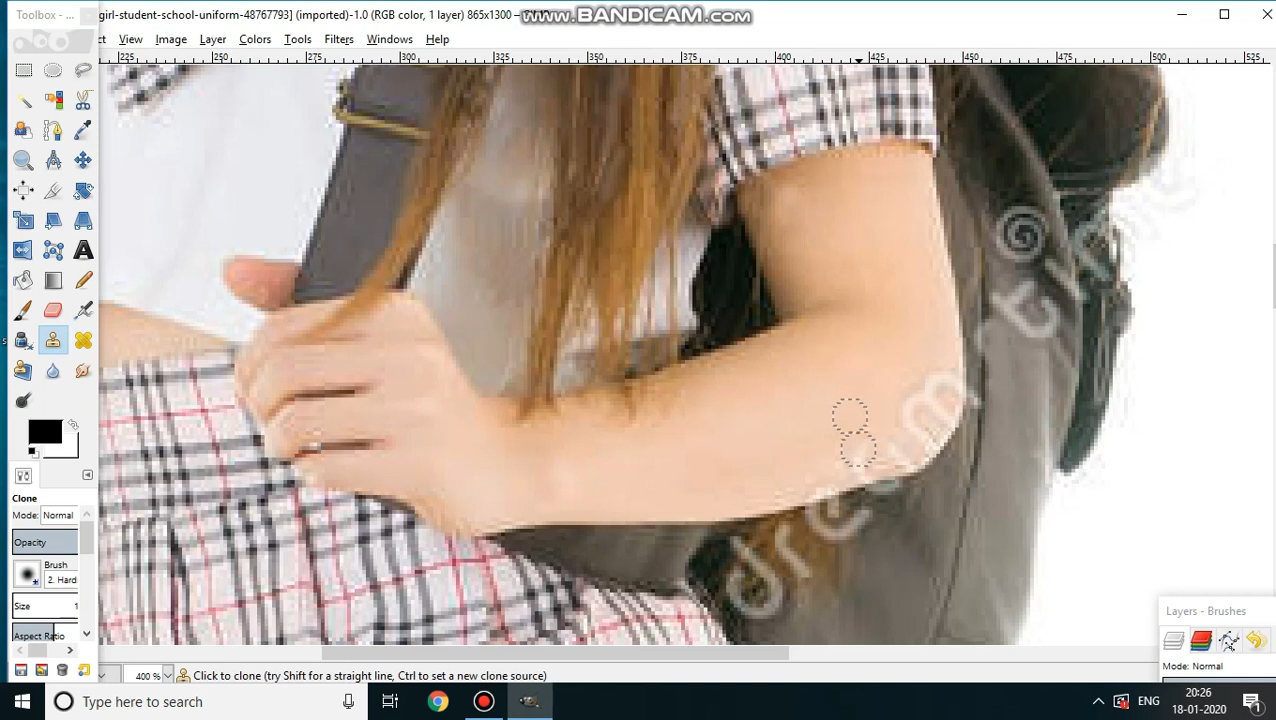 Toolbox - ...
girl-student-school-uniform-48767793] (imported)-1.0 (RGB color, 1 layer) 865x1300 –
www.BANDICAM.com
View Image Layer Colors Tools Filters Windows Help
225 250 275 300 325 350 375 400 425 450 475 500 525
dreamstime
Clone
Mode: Normal
Opacity
Brush
2. Hard
Size 1
Aspect Ratio
400 % Click to clone (try Shift for a straight line, Ctrl to set a new clone source)
Layers - Brushes
Mode: Normal
Type here to search
ENG
20:26
18-01-2020
1